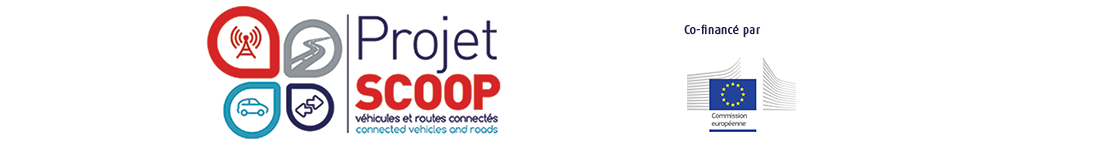 Projet
SCOOP
véhicules et routes connectés
connected vehicles and roads
Co-financé par
Commission
européenne